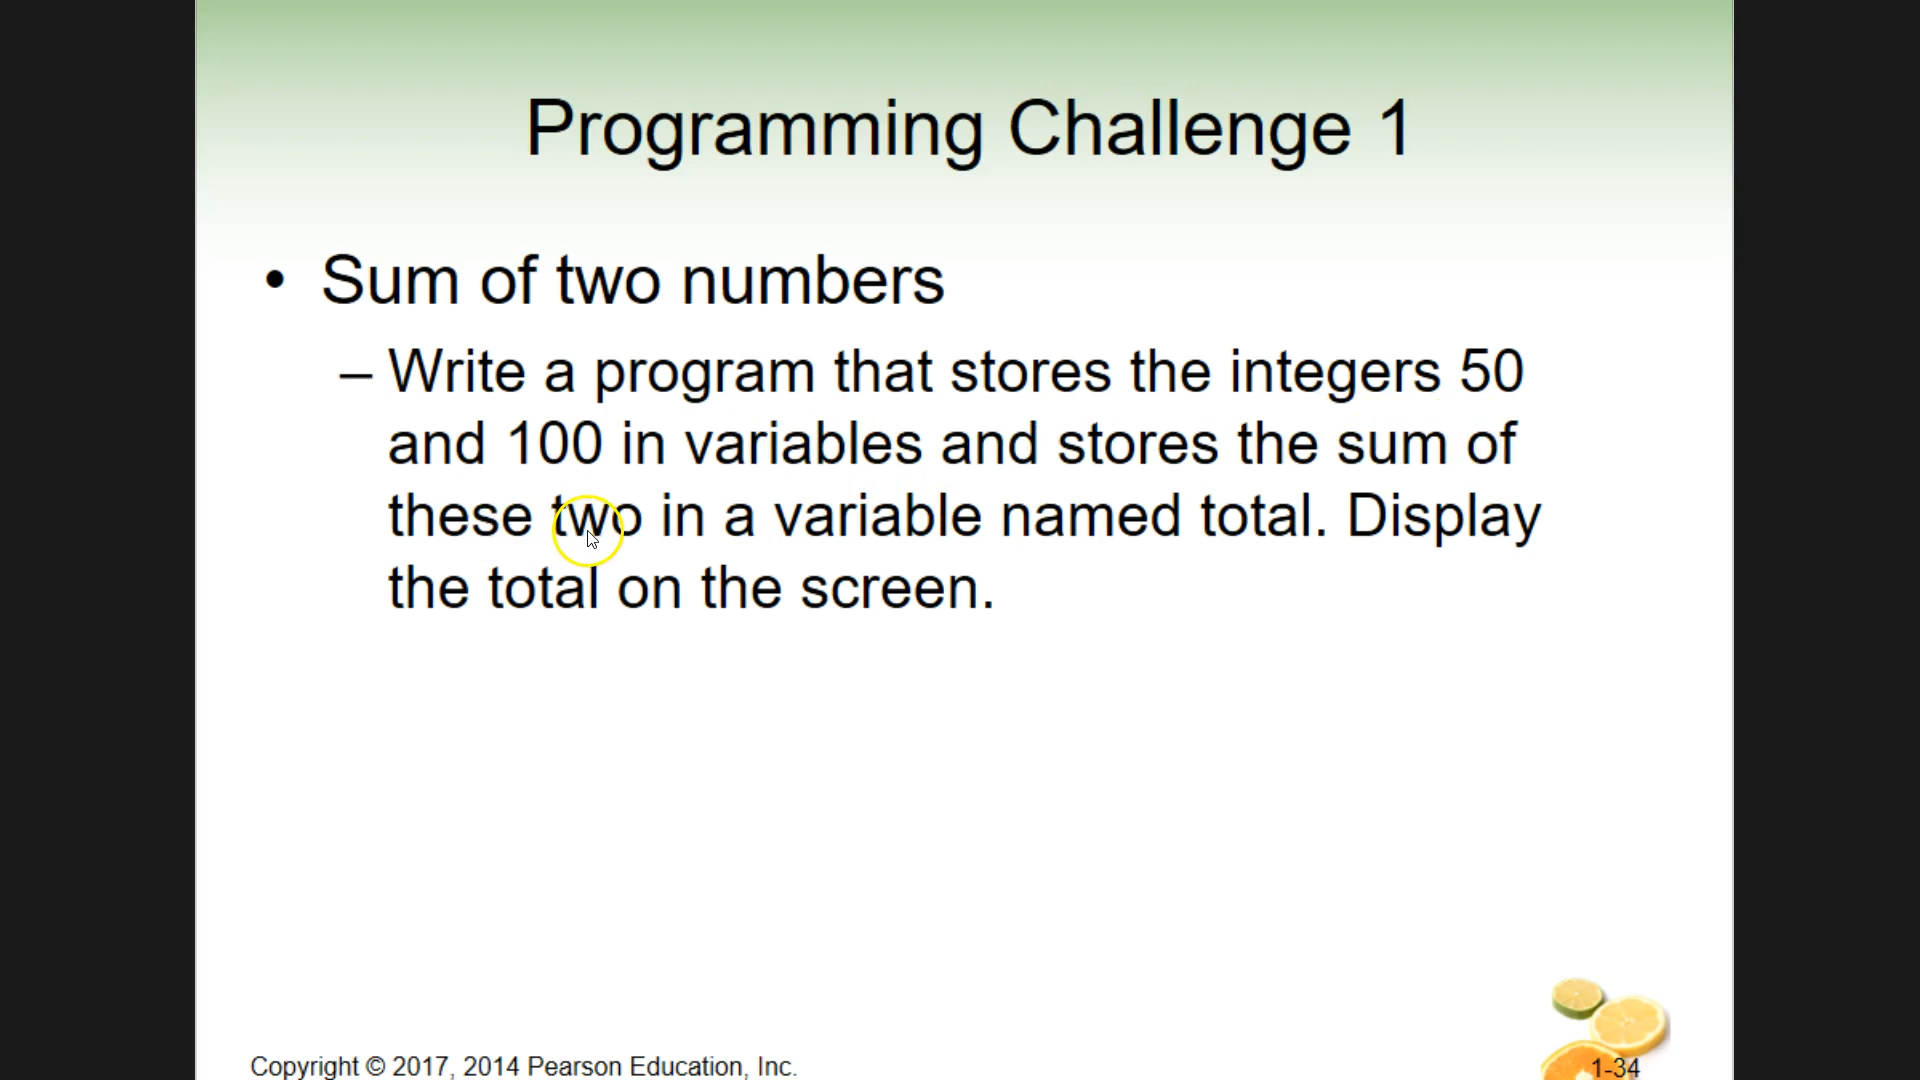 Programming Challenge 1
• Sum of two numbers
– Write a program that stores the integers 50
and 100 in variables and stores the sum of
these two in a variable named total. Display
the total on the screen.
Copyright © 2017, 2014 Pearson Education, Inc.
1-34